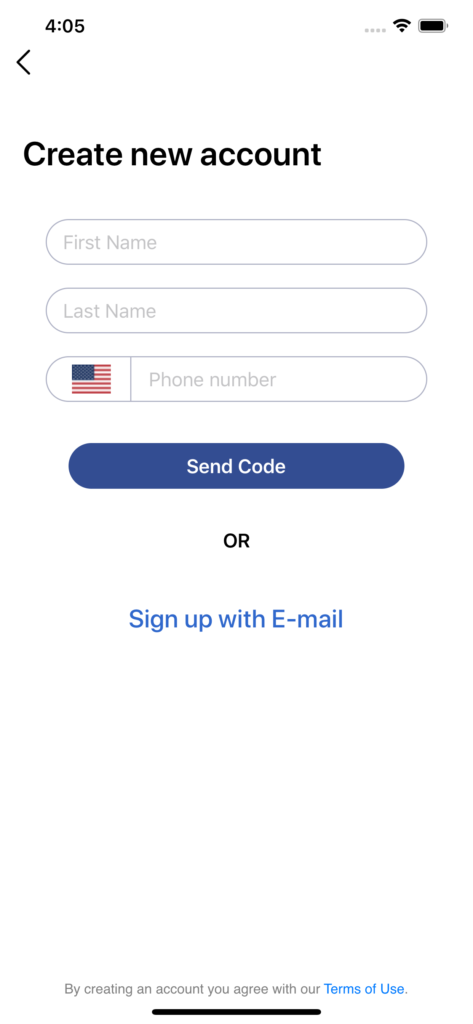 4:05
Create new account
First Name
Last Name
Phone number
Send Code
OR
Sign up with E-mail
By creating an account you agree with our Terms of Use.